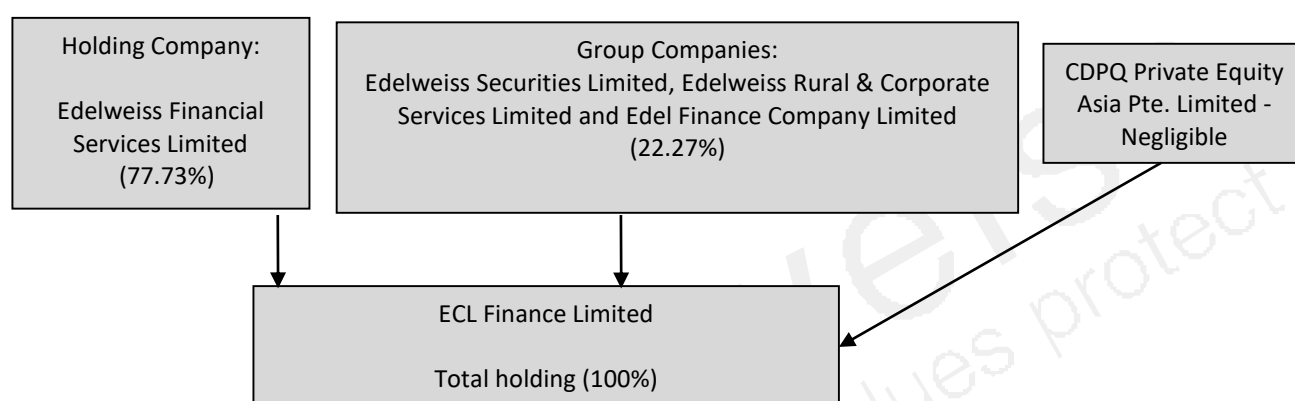 Holding Company:
Edelweiss Financial
Services Limited
(77.73%)
Group Companies:
Edelweiss Securities Limited, Edelweiss Rural & Corporate
Services Limited and Edel Finance Company Limited
(22.27%)
CDPQ Private Equity
Asia Pte. Limited -
Negligible
ECL Finance Limited
Total holding (100%)
protect